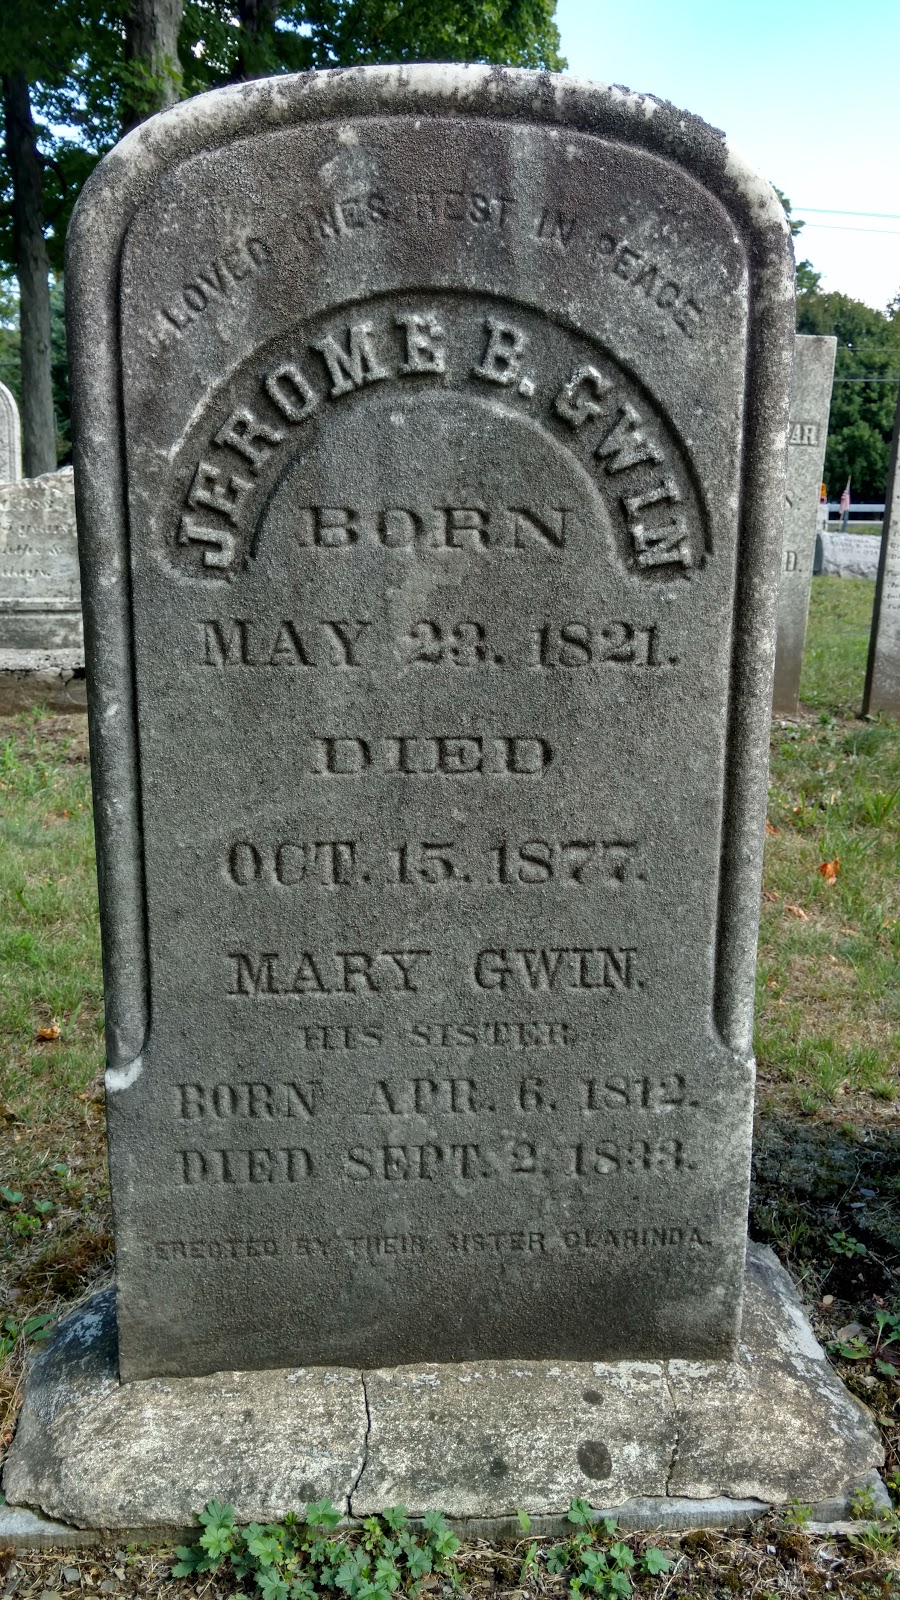 LOVED ONES REST IN PEACE
JEROME B. GWIN
BORN
MAY 23. 1821.
DIED
OCT. 15. 1877.
MARY GWIN.
HIS SISTER
BORN APR. 6. 1812.
DIED SEPT. 2. 1833.
ERECTED BY THEIR SISTER CLARINDA.
AR
D.